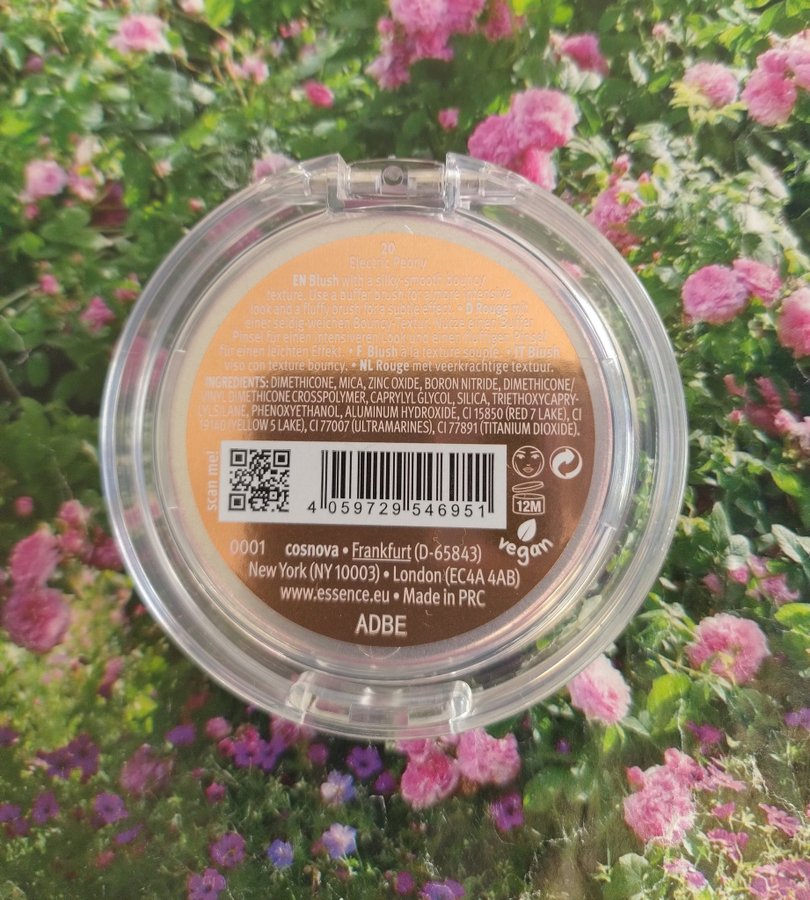 20
Electric Peony
EN Blush with a silky-smooth bouncy
texture. Use a buffer brush for a more intensive
look and a fluffy brush for a subtle effect. • D Rouge mit
einer seidig-weichen Bouncy-Textur. Nutze einen Buffer-
Pinsel für einen intensiveren Look und einen
für einen leichten Effekt. • F Blush à la texture souple. • IT Blush
viso con texture bouncy. • NL Rouge met veerkrachtige textuur.
INGREDIENTS: DIMETHICONE, MICA, ZINC OXIDE, BORON NITRIDE, DIMETHICONE/
VINYL DIMETHICONE CROSSPOLYMER, CAPRYLYL GLYCOL, SILICA, TRIETHOXYCAPRY-
LYLSILANE, PHENOXYETHANOL, ALUMINUM HYDROXIDE, CI 15850 (RED 7 LAKE), CI
19140 (YELLOW 5 LAKE), CI 77007 (ULTRAMARINES), CI 77891 (TITANIUM DIOXIDE).
scan me!
4 059729 546951
12M
vegan
0001 cosnova • Frankfurt (D-65843)
New York (NY 10003) • London (EC4A 4AB)
www.essence.eu • Made in PRC
ADBE